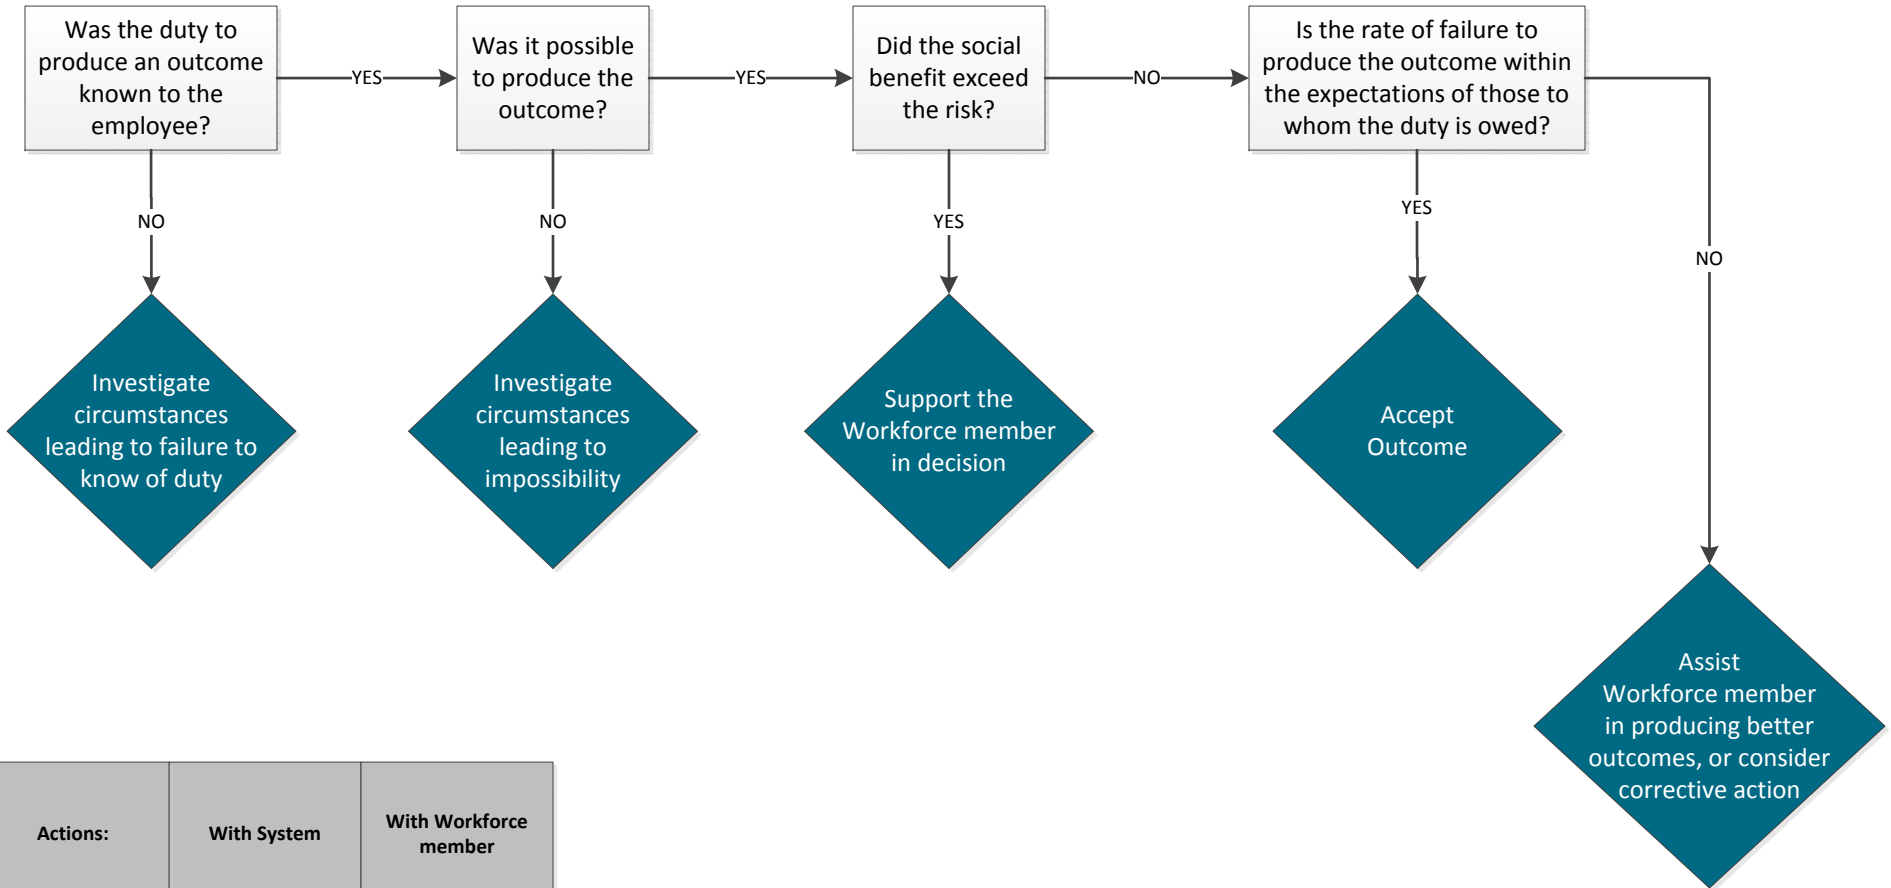 Was the duty to
produce an outcome
known to the
employee?
YES
Was it possible
to produce the
outcome?
YES
Did the social
benefit exceed
the risk?
NO
Is the rate of failure to
produce the outcome within
the expectations of those to
whom the duty is owed?
NO
NO
YES
YES
NO
Investigate
circumstances
leading to failure to
know of duty
Investigate
circumstances
leading to
impossibility
Support the
Workforce member
in decision
Accept
Outcome
Assist
Workforce member
in producing better
outcomes, or consider
corrective action
Actions:
With System
With Workforce
member